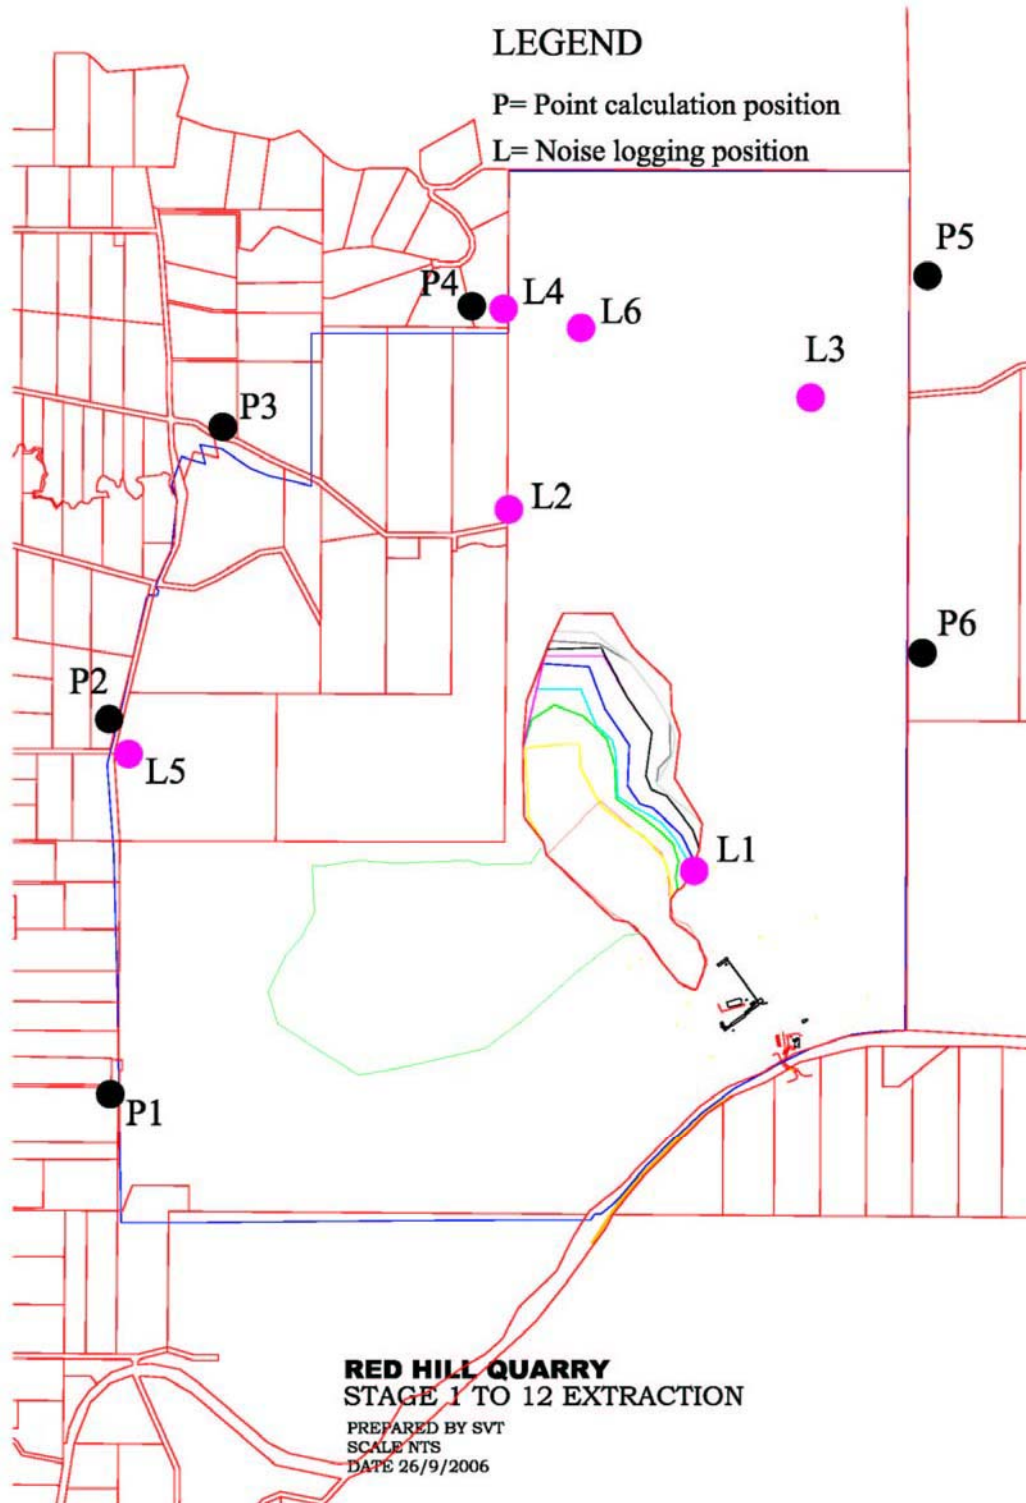 LEGEND
P= Point calculation position
L= Noise logging position
P5
P4
L4
L6
L3
P3
L2
P6
P2
L5
L1
P1
RED HILL QUARRY
STAGE 1 TO 12 EXTRACTION
PREPARED BY SVT
SCALE NTS
DATE 26/9/2006